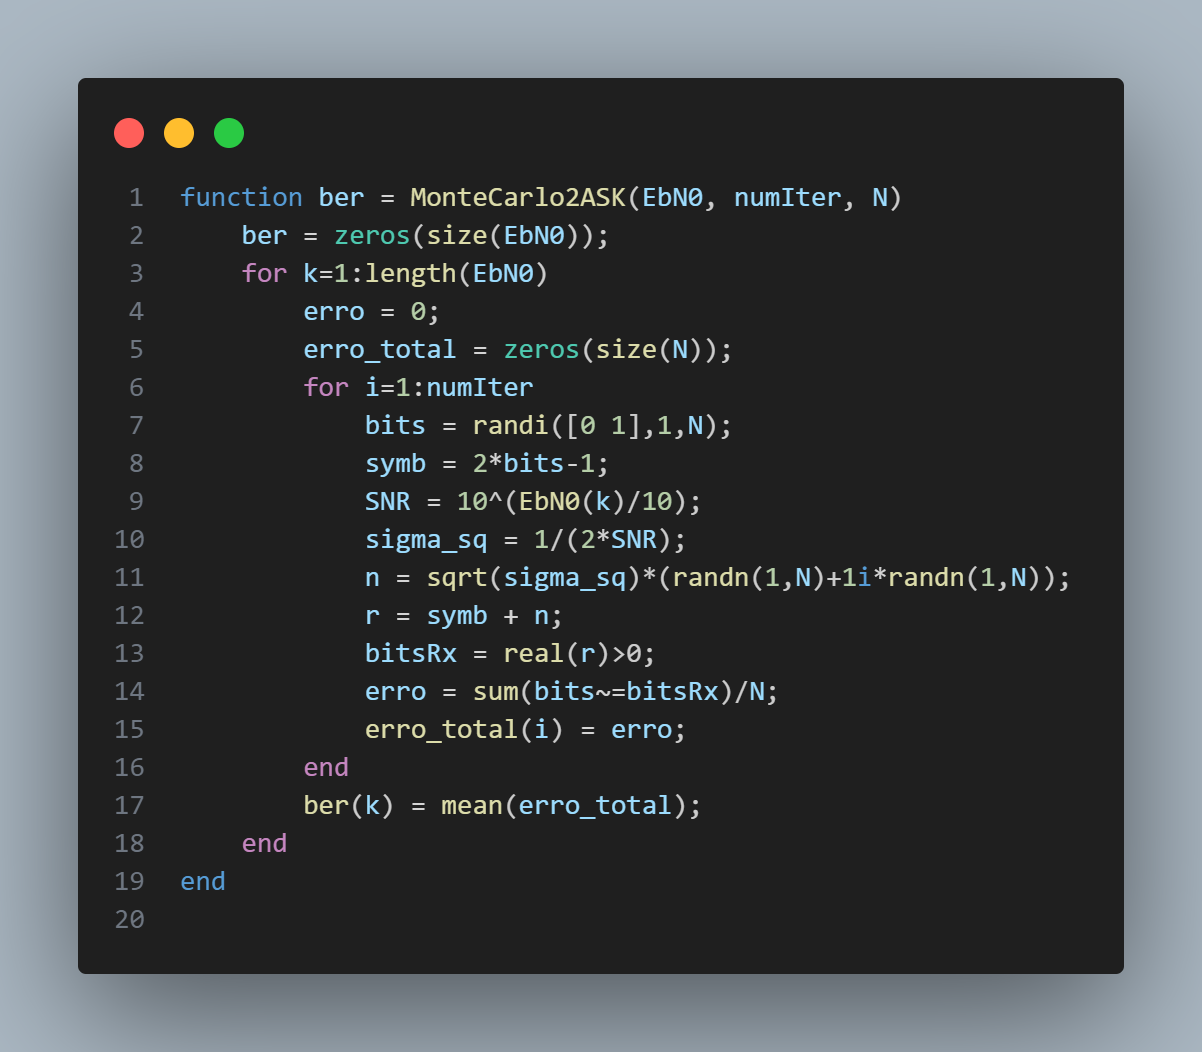 1 function ber = MonteCarlo2ASK(EbN0, numIter, N)
2     ber = zeros(size(EbN0));
3     for k=1:length(EbN0)
4         erro = 0;
5         erro_total = zeros(size(N));
6         for i=1:numIter
7             bits = randi([0 1],1,N);
8             symb = 2*bits-1;
9             SNR = 10^(EbN0(k)/10);
10             sigma_sq = 1/(2*SNR);
11             n = sqrt(sigma_sq)*(randn(1,N)+1i*randn(1,N));
12             r = symb + n;
13             bitsRx = real(r)>0;
14             erro = sum(bits~=bitsRx)/N;
15             erro_total(i) = erro;
16         end
17         ber(k) = mean(erro_total);
18     end
19 end
20